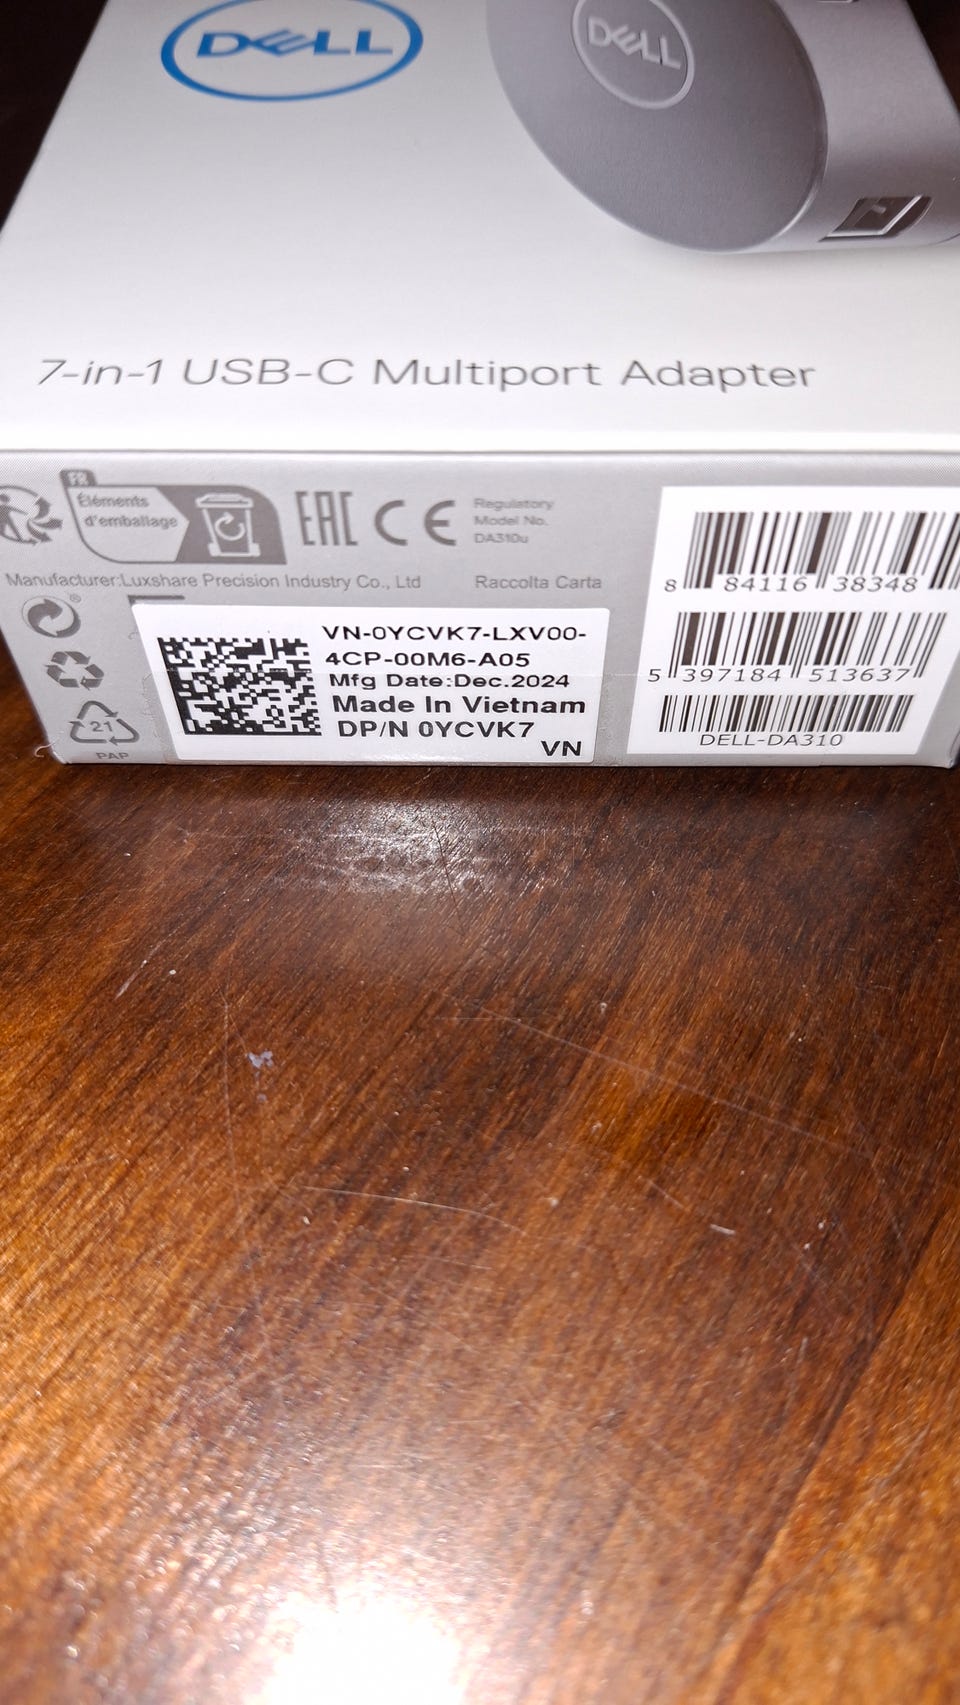 DELL
DELL
7-in-1 USB-C Multiport Adapter
FR
Éléments
d'emballage
EAC CE
Regulatory
Model No.
DA310u
Manufacturer:Luxshare Precision Industry Co., Ltd
Raccolta Carta
®
21
PAP
VN-0YCVK7-LXV00-
4CP-00M6-A05
Mfg Date:Dec.2024
Made In Vietnam
DP/N 0YCVK7
VN
8 84116 38348
5 397184 513637
DELL-DA310